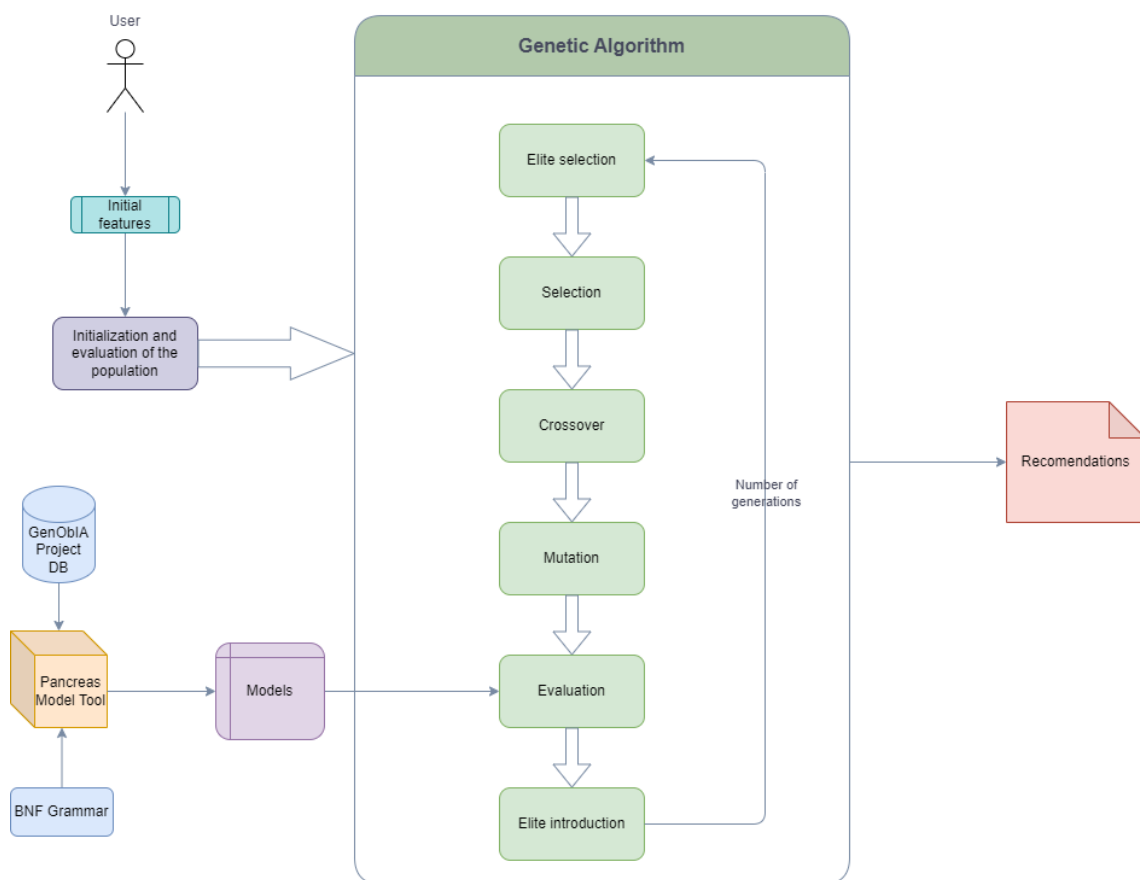 User
Genetic Algorithm
Elite selection
Initial
features
Selection
Initialization and
evaluation of the
population
Crossover
Recomendations
Number of
generations
GenObIA
Project
DB
Mutation
Pancreas
Model Tool
Models
Evaluation
BNF Grammar
Elite introduction